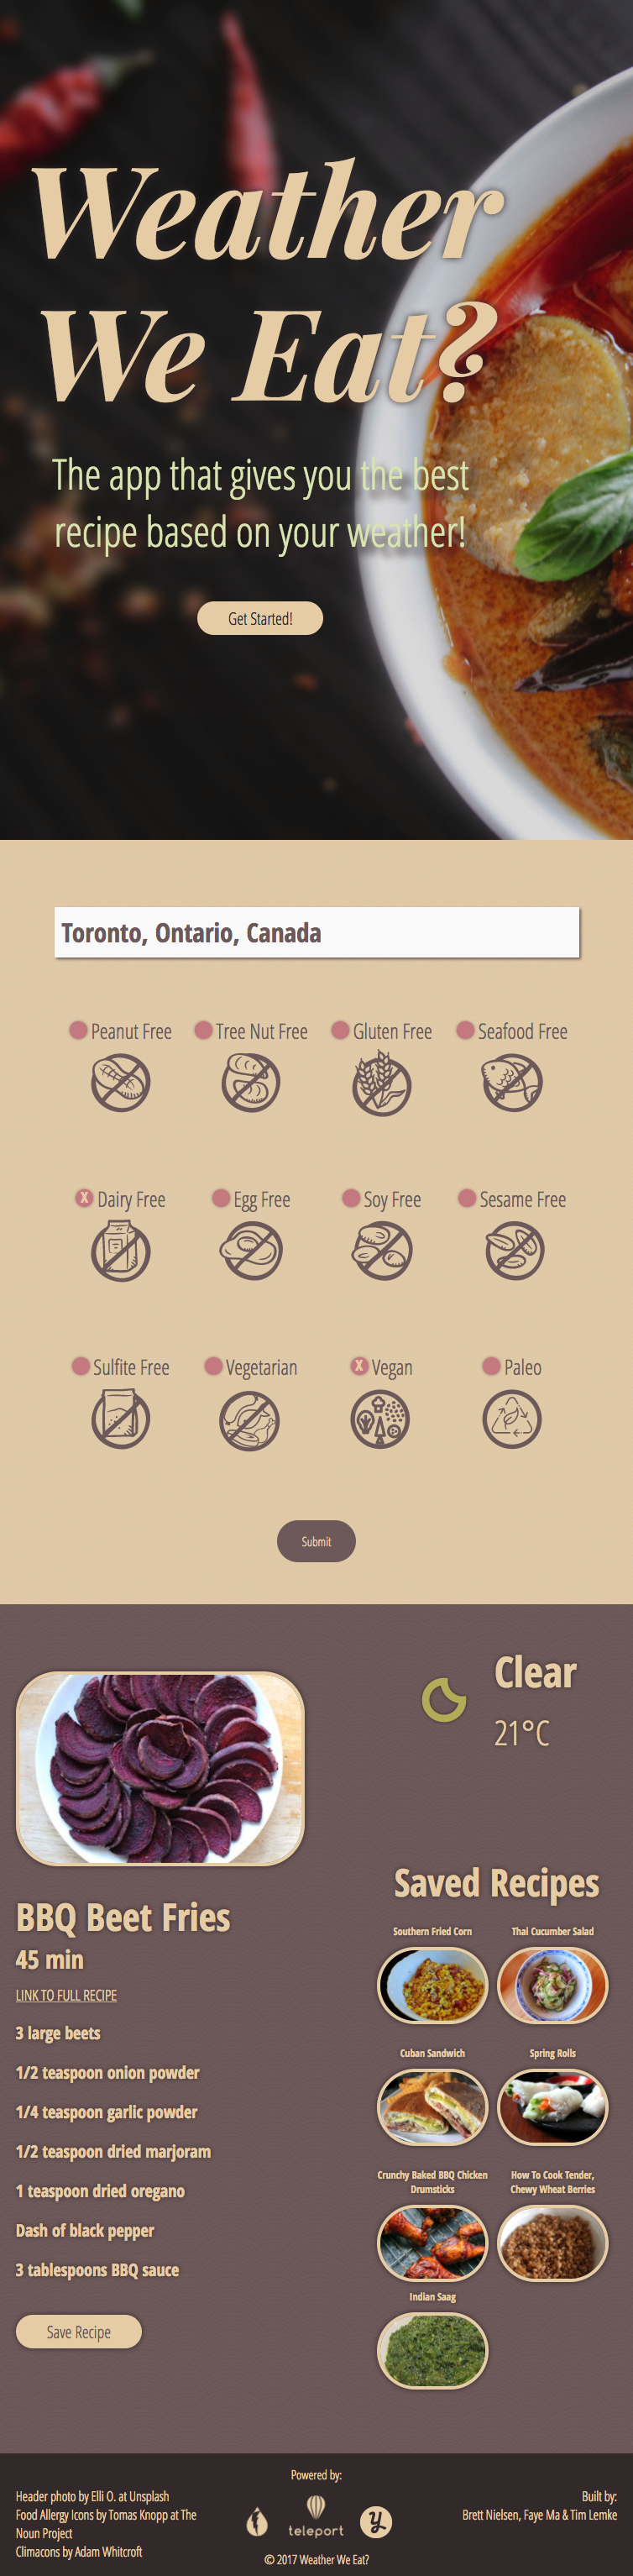 Weather
We Eat?
The app that gives you the best
recipe based on your weather!
Get Started!
Toronto, Ontario, Canada
Peanut Free
Tree Nut Free
Gluten Free
Seafood Free
X Dairy Free
Egg Free
Soy Free
Sesame Free
Sulfite Free
Vegetarian
X Vegan
Paleo
Submit
Clear
21°C
BBQ Beet Fries
45 min
LINK TO FULL RECIPE
3 large beets
1/2 teaspoon onion powder
1/4 teaspoon garlic powder
1/2 teaspoon dried marjoram
1 teaspoon dried oregano
Dash of black pepper
3 tablespoons BBQ sauce
Save Recipe
Saved Recipes
Southern Fried Corn
Thai Cucumber Salad
Cuban Sandwich
Spring Rolls
Crunchy Baked BBQ Chicken
Drumsticks
How To Cook Tender,
Chewy Wheat Berries
Indian Saag
Header photo by Elli O. at Unsplash
Food Allergy Icons by Tomas Knopp at The
Noun Project
Climacons by Adam Whitcroft
Powered by:
teleport
y
© 2017 Weather We Eat?
Built by:
Brett Nielsen, Faye Ma & Tim Lemke